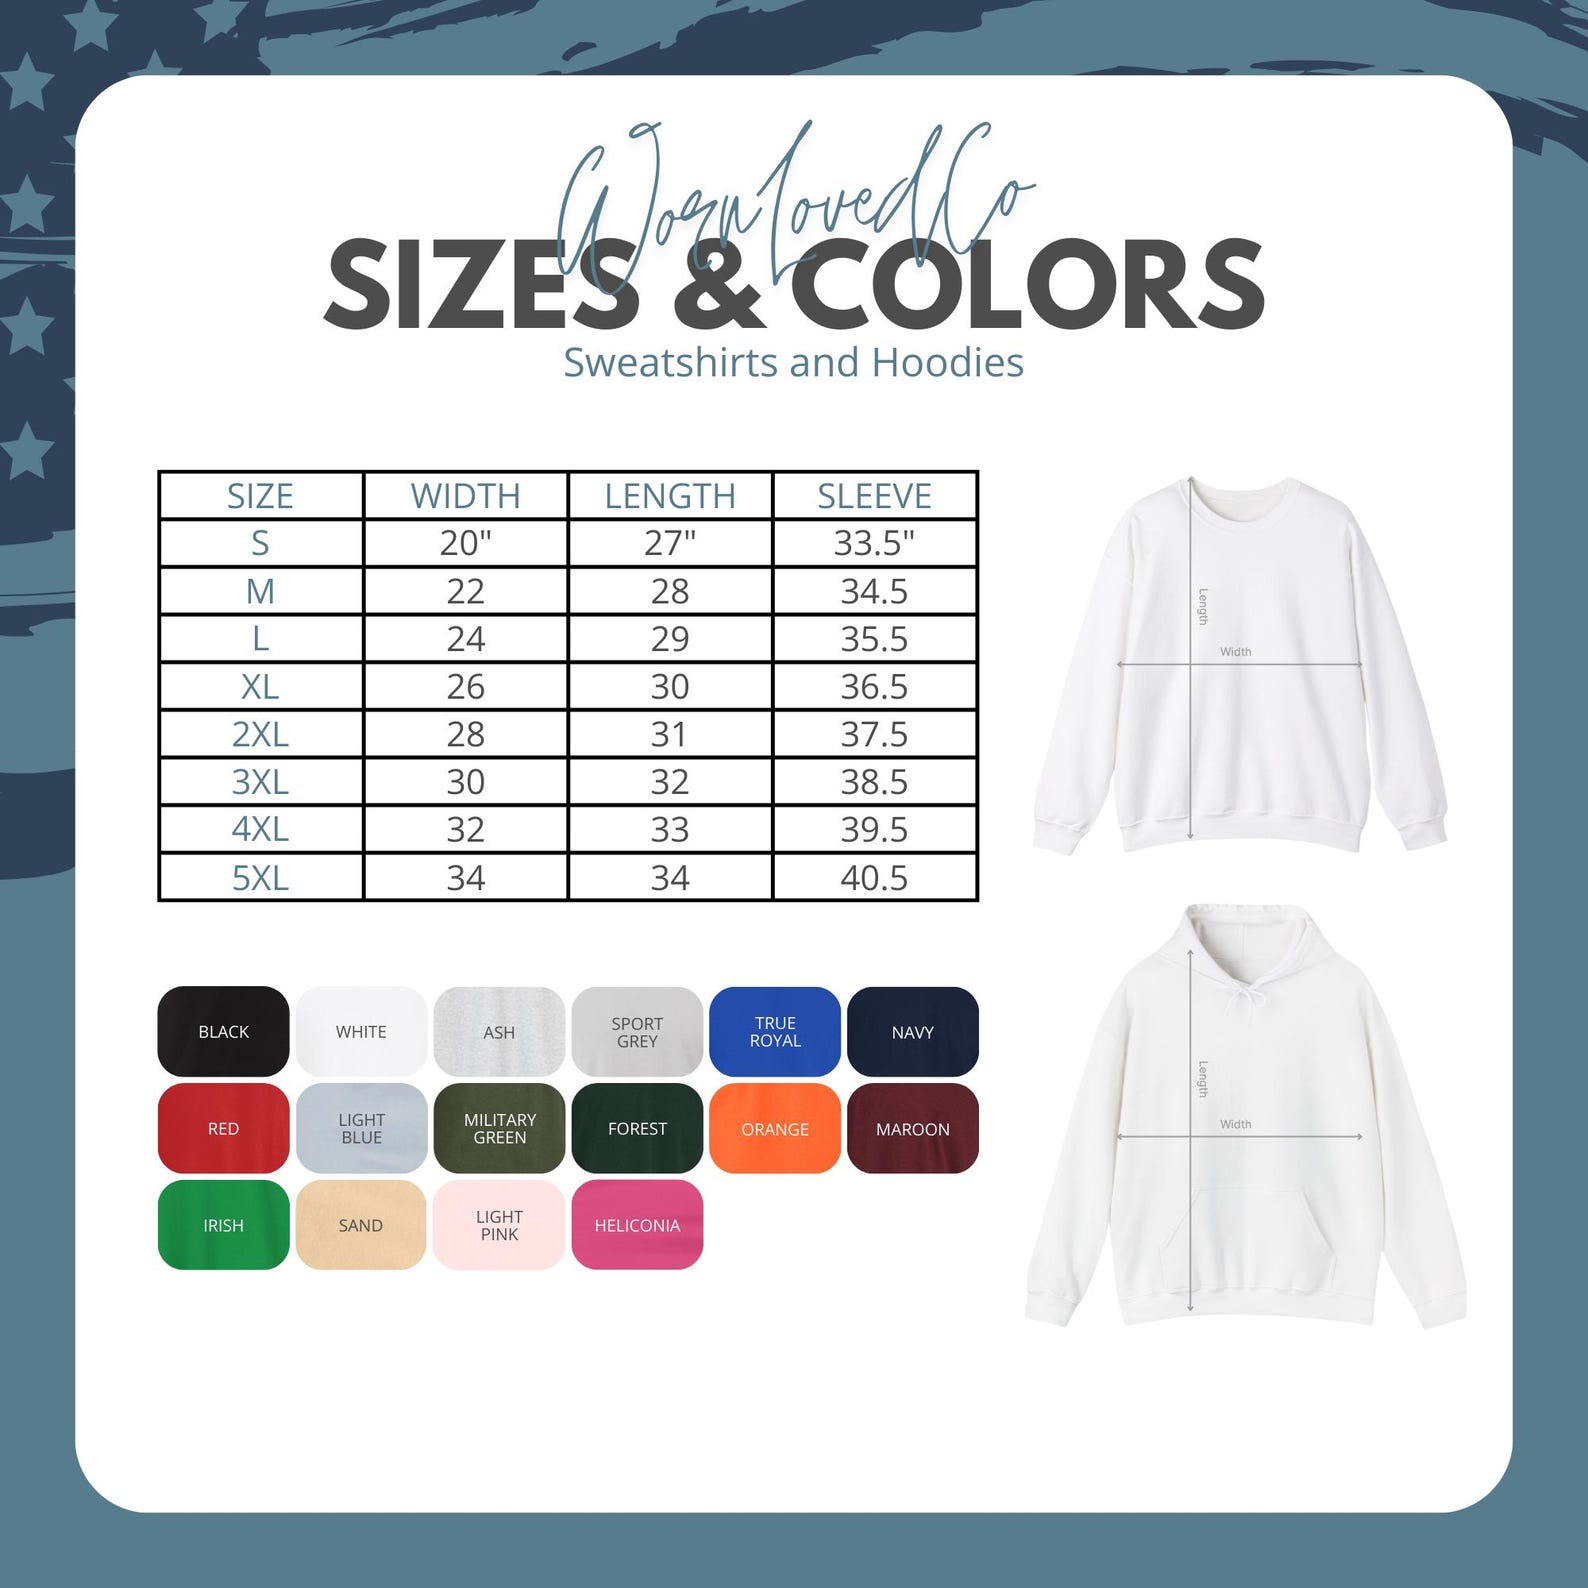 WornLovedCo
SIZES & COLORS
Sweatshirts and Hoodies
SIZE WIDTH LENGTH SLEEVE
S 20" 27" 33.5"
M 22 28 34.5
L 24 29 35.5
XL 26 30 36.5
2XL 28 31 37.5
3XL 30 32 38.5
4XL 32 33 39.5
5XL 34 34 40.5
Length
Width
BLACK
WHITE
ASH
SPORT
GREY
TRUE
ROYAL
NAVY
RED
LIGHT
BLUE
MILITARY
GREEN
FOREST
ORANGE
MAROON
IRISH
SAND
LIGHT
PINK
HELICONIA
Length
Width